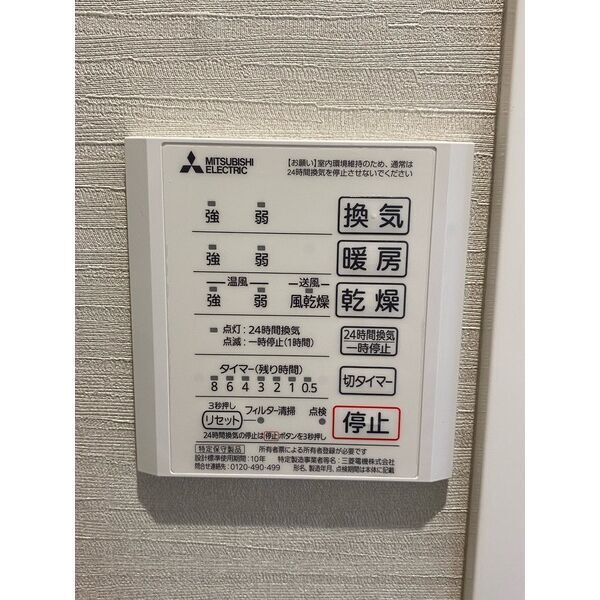 MITSUBISHI
ELECTRIC
【お願い】室内環境維持のため、通常は
24時間換気を停止させないでください
強 弱 換気
強 弱 暖房
温風 送風
強 弱 風乾燥 乾燥
点灯:24時間換気
点滅:一時停止(1時間)
24時間換気
一時停止
タイマー(残り時間)
8 6 4 3 2 1 0.5
切タイマー
3秒押し
リセット フィルター清掃 点検
停止
24時間換気の停止は停止ボタンを3秒押し
特定保守製品 所有者票による所有者登録が必要です
設計標準使用期間:10年 特定製造事業者等名:三菱電機株式会社
問合せ連絡先:0120-490-499 形名、製造年月、点検期間は本体に記載